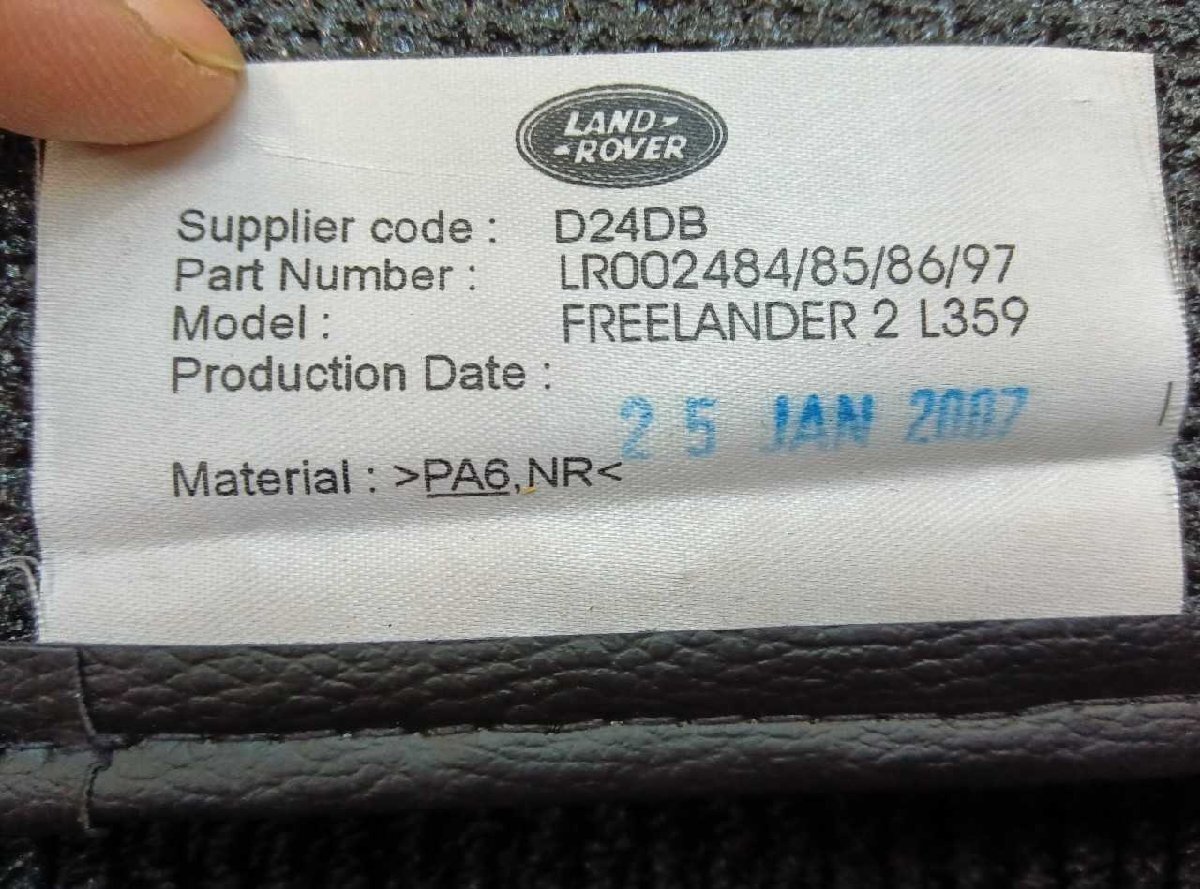 LAND-
-ROVER
Supplier code : D24DB
Part Number : LR002484/85/86/97
Model : FREELANDER 2 L359
Production Date :
25 JAN 2007
Material : >PA6,NR<